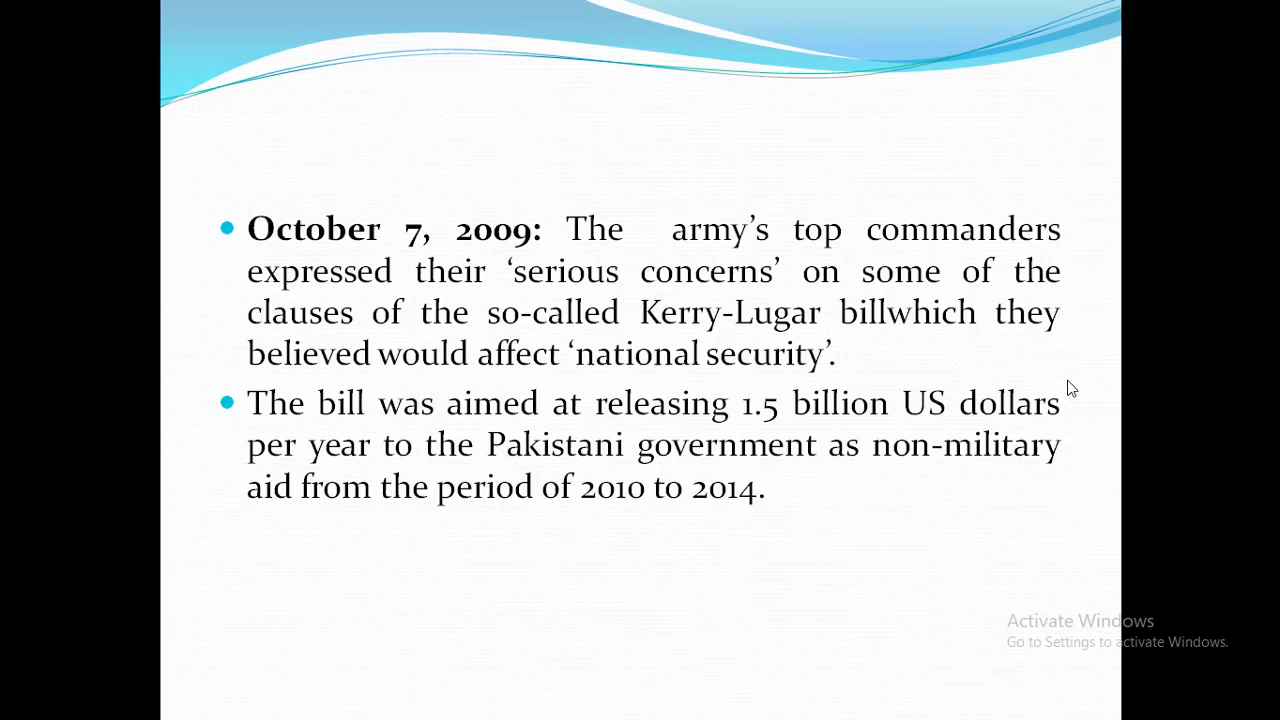 October 7, 2009: The army's top commanders
expressed their ‘serious concerns’ on some of the
clauses of the so-called Kerry-Lugar billwhich they
believed would affect ‘national security’.
The bill was aimed at releasing 1.5 billion US dollars
per year to the Pakistani government as non-military
aid from the period of 2010 to 2014.
Activate Windows
Go to Settings to activate Windows.